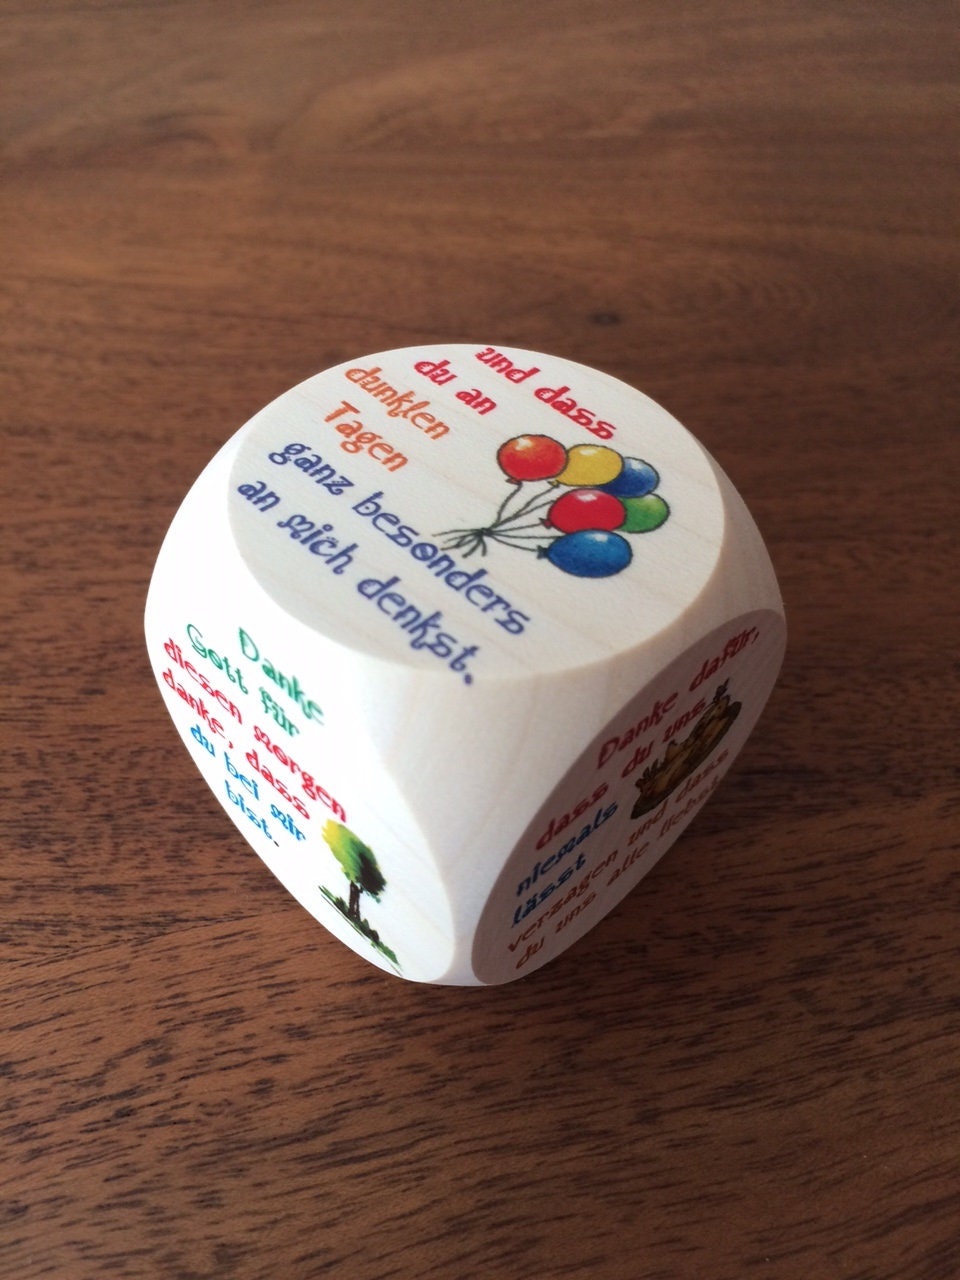 und dass
du an
dunklen
Tagen
ganz besonders
an mich denkst.
Danke
Gott für
diesen Morgen
danke, dass
du bei mir
bist.
Danke dafür,
dass du uns
niemals
lässt
verzagen und dass
du uns alle liebst